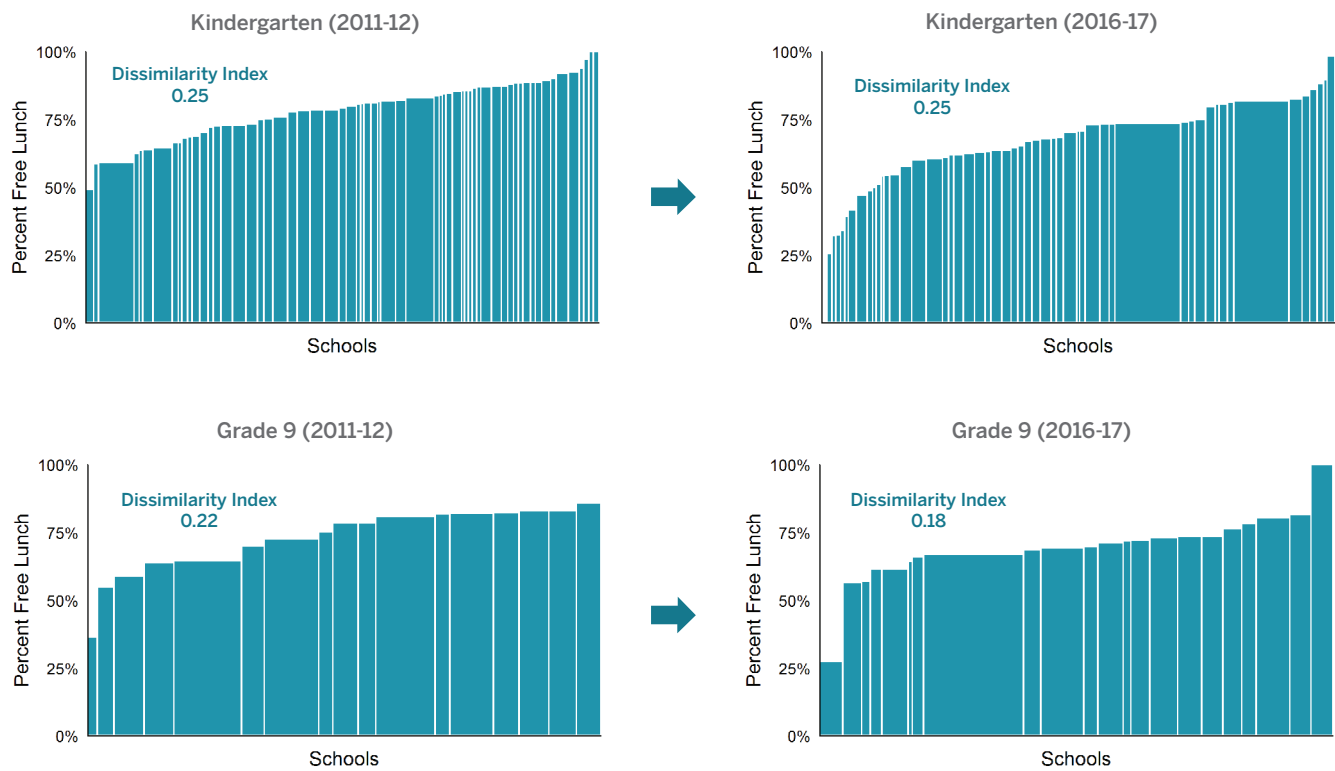 Kindergarten (2011-12)
100%
75%
50%
25%
0%
Percent Free Lunch
Dissimilarity Index
0.25
Schools
Kindergarten (2016-17)
100%
75%
50%
25%
0%
Percent Free Lunch
Dissimilarity Index
0.25
Schools
Grade 9 (2011-12)
100%
75%
50%
25%
0%
Percent Free Lunch
Dissimilarity Index
0.22
Schools
Grade 9 (2016-17)
100%
75%
50%
25%
0%
Percent Free Lunch
Dissimilarity Index
0.18
Schools